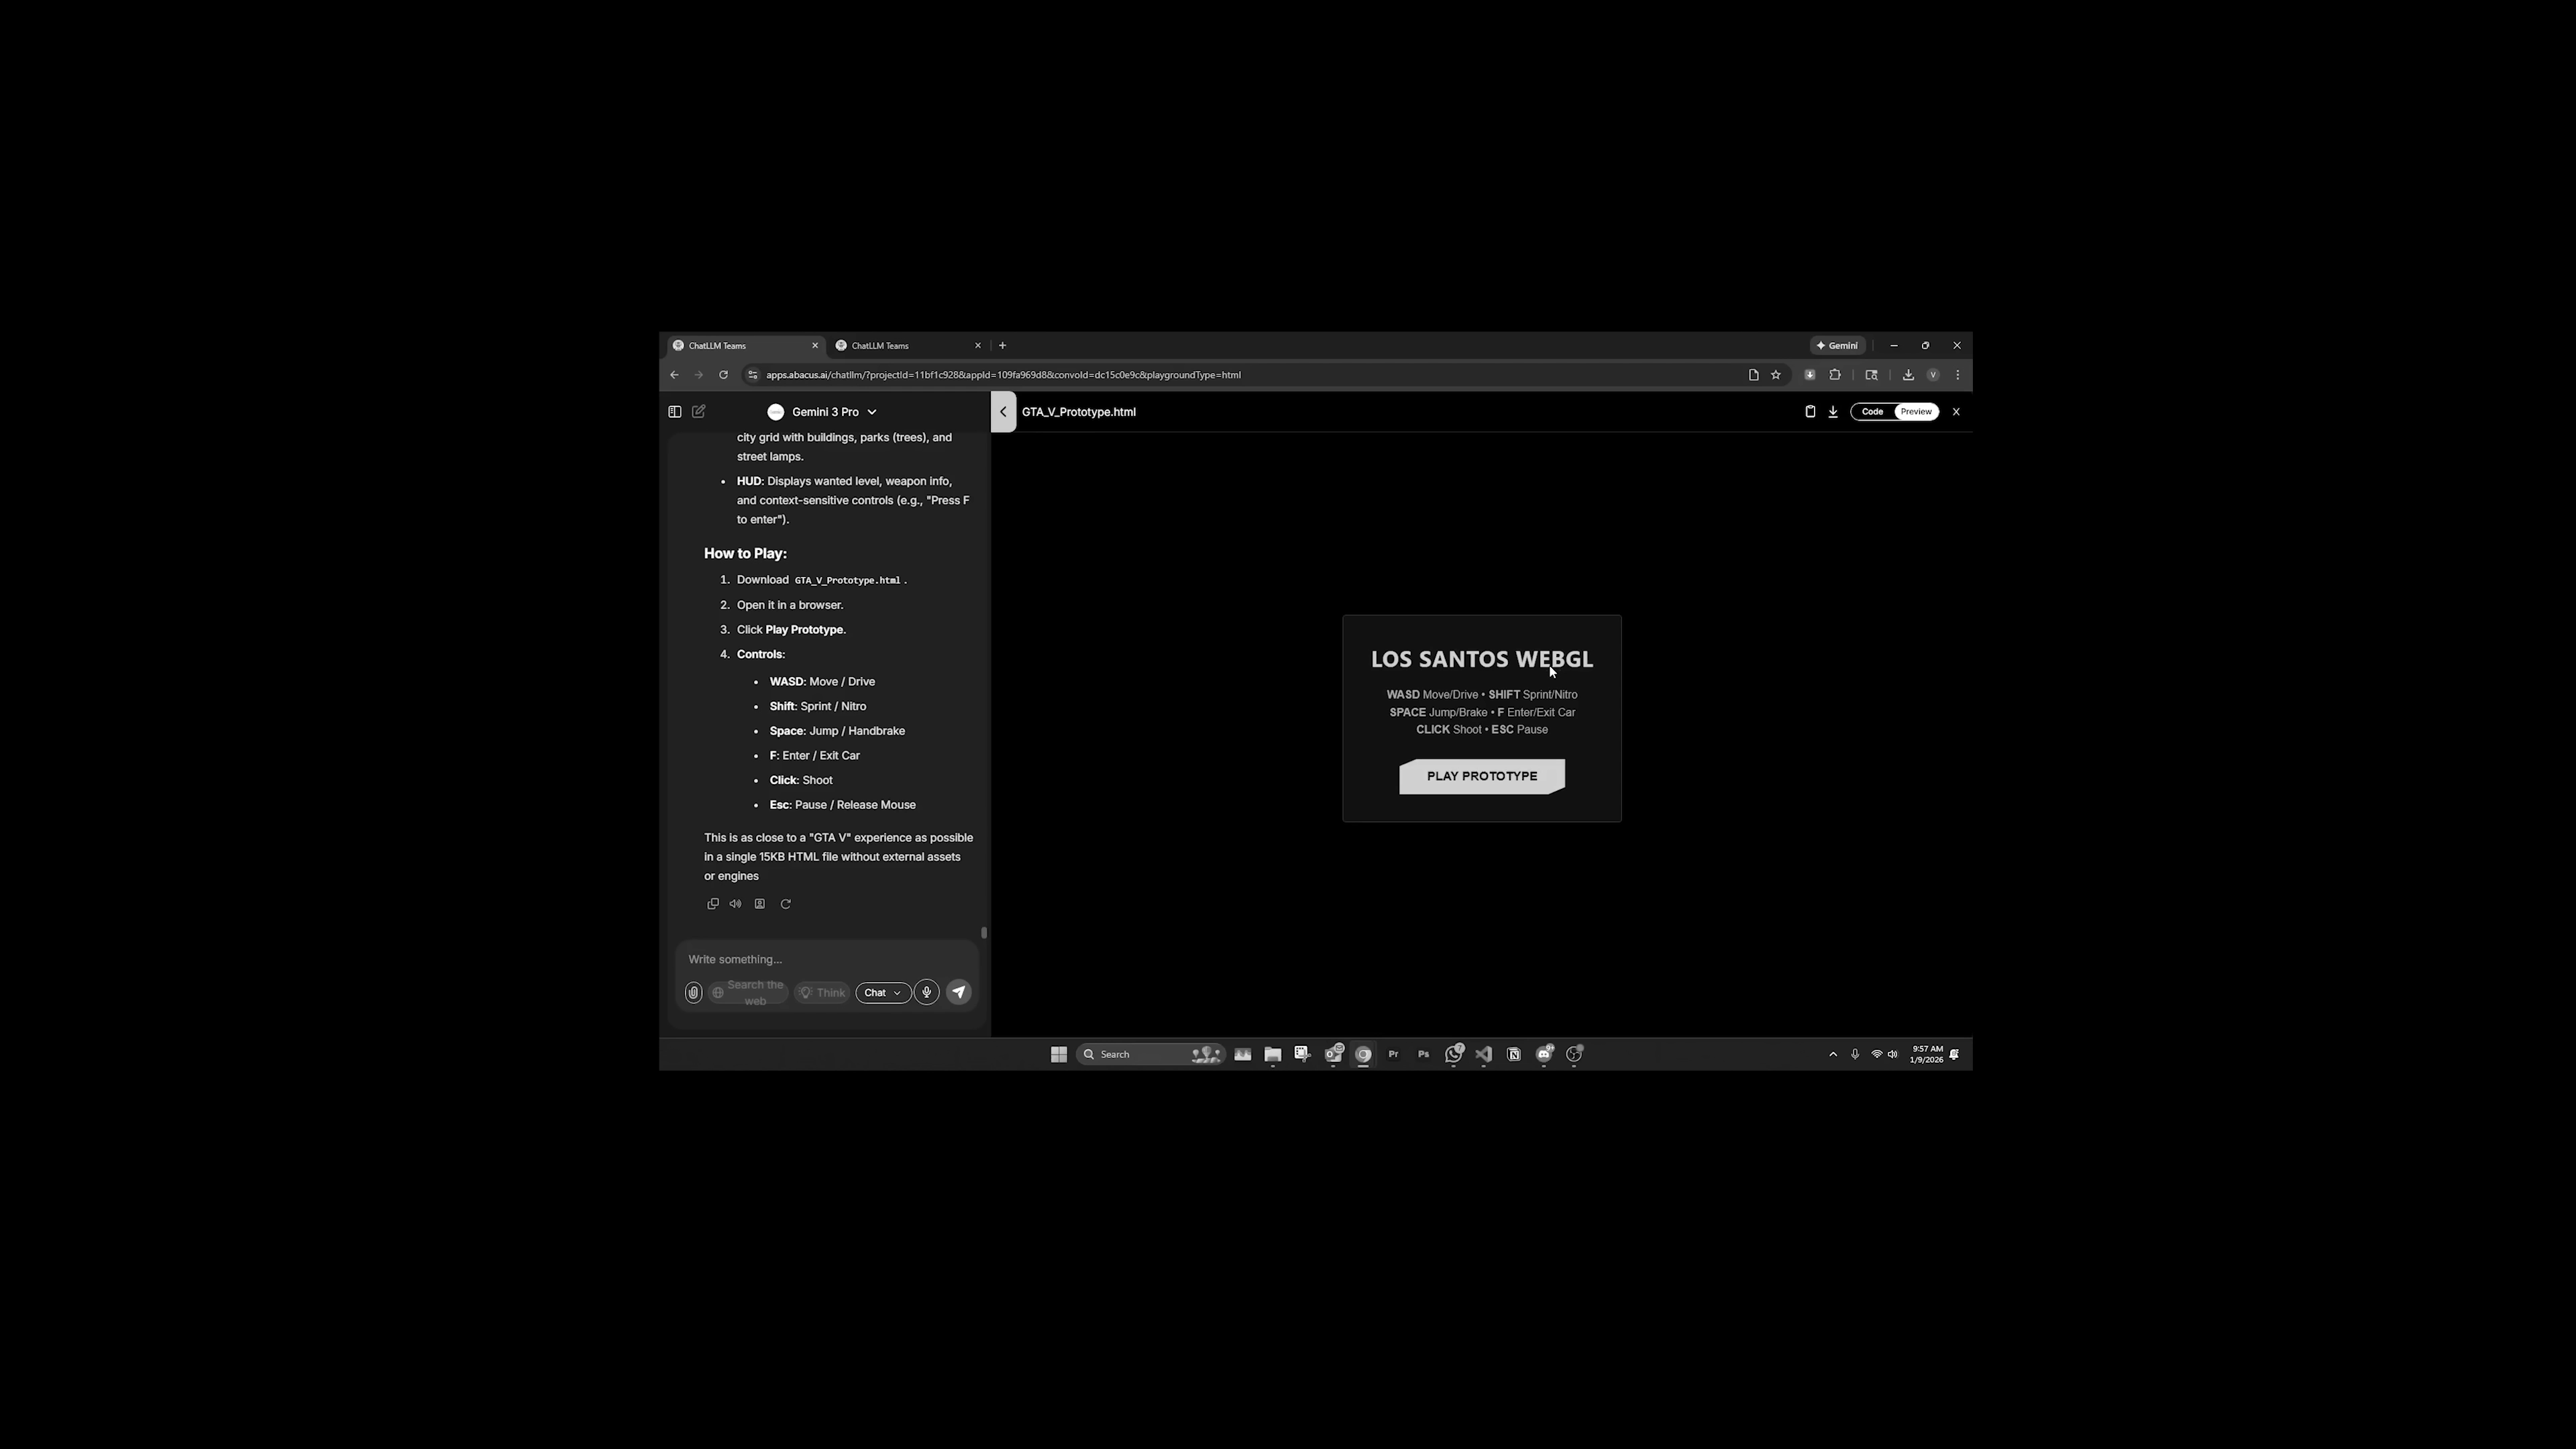 ChatLLM Teams
ChatLLM Teams
Gemini
apps.abacus.ai/chatllm/?projectId=11bf1c928&appId=109fa969d8&convoId=dc15c0e9c&playgroundType=html
V
Gemini 3 Pro
GTA_V_Prototype.html
Code
Preview
city grid with buildings, parks (trees), and
street lamps.
• HUD: Displays wanted level, weapon info,
and context-sensitive controls (e.g., "Press F
to enter").
How to Play:
1. Download GTA_V_Prototype.html .
2. Open it in a browser.
3. Click Play Prototype.
4. Controls:
• WASD: Move / Drive
• Shift: Sprint / Nitro
• Space: Jump / Handbrake
• F: Enter / Exit Car
• Click: Shoot
• Esc: Pause / Release Mouse
This is as close to a "GTA V" experience as possible
in a single 15KB HTML file without external assets
or engines
Write something...
Search the
web
Think
Chat
LOS SANTOS WEBGL
WASD Move/Drive • SHIFT Sprint/Nitro
SPACE Jump/Brake • F Enter/Exit Car
CLICK Shoot • ESC Pause
PLAY PROTOTYPE
Search
Pr
Ps
9:57 AM
1/9/2026